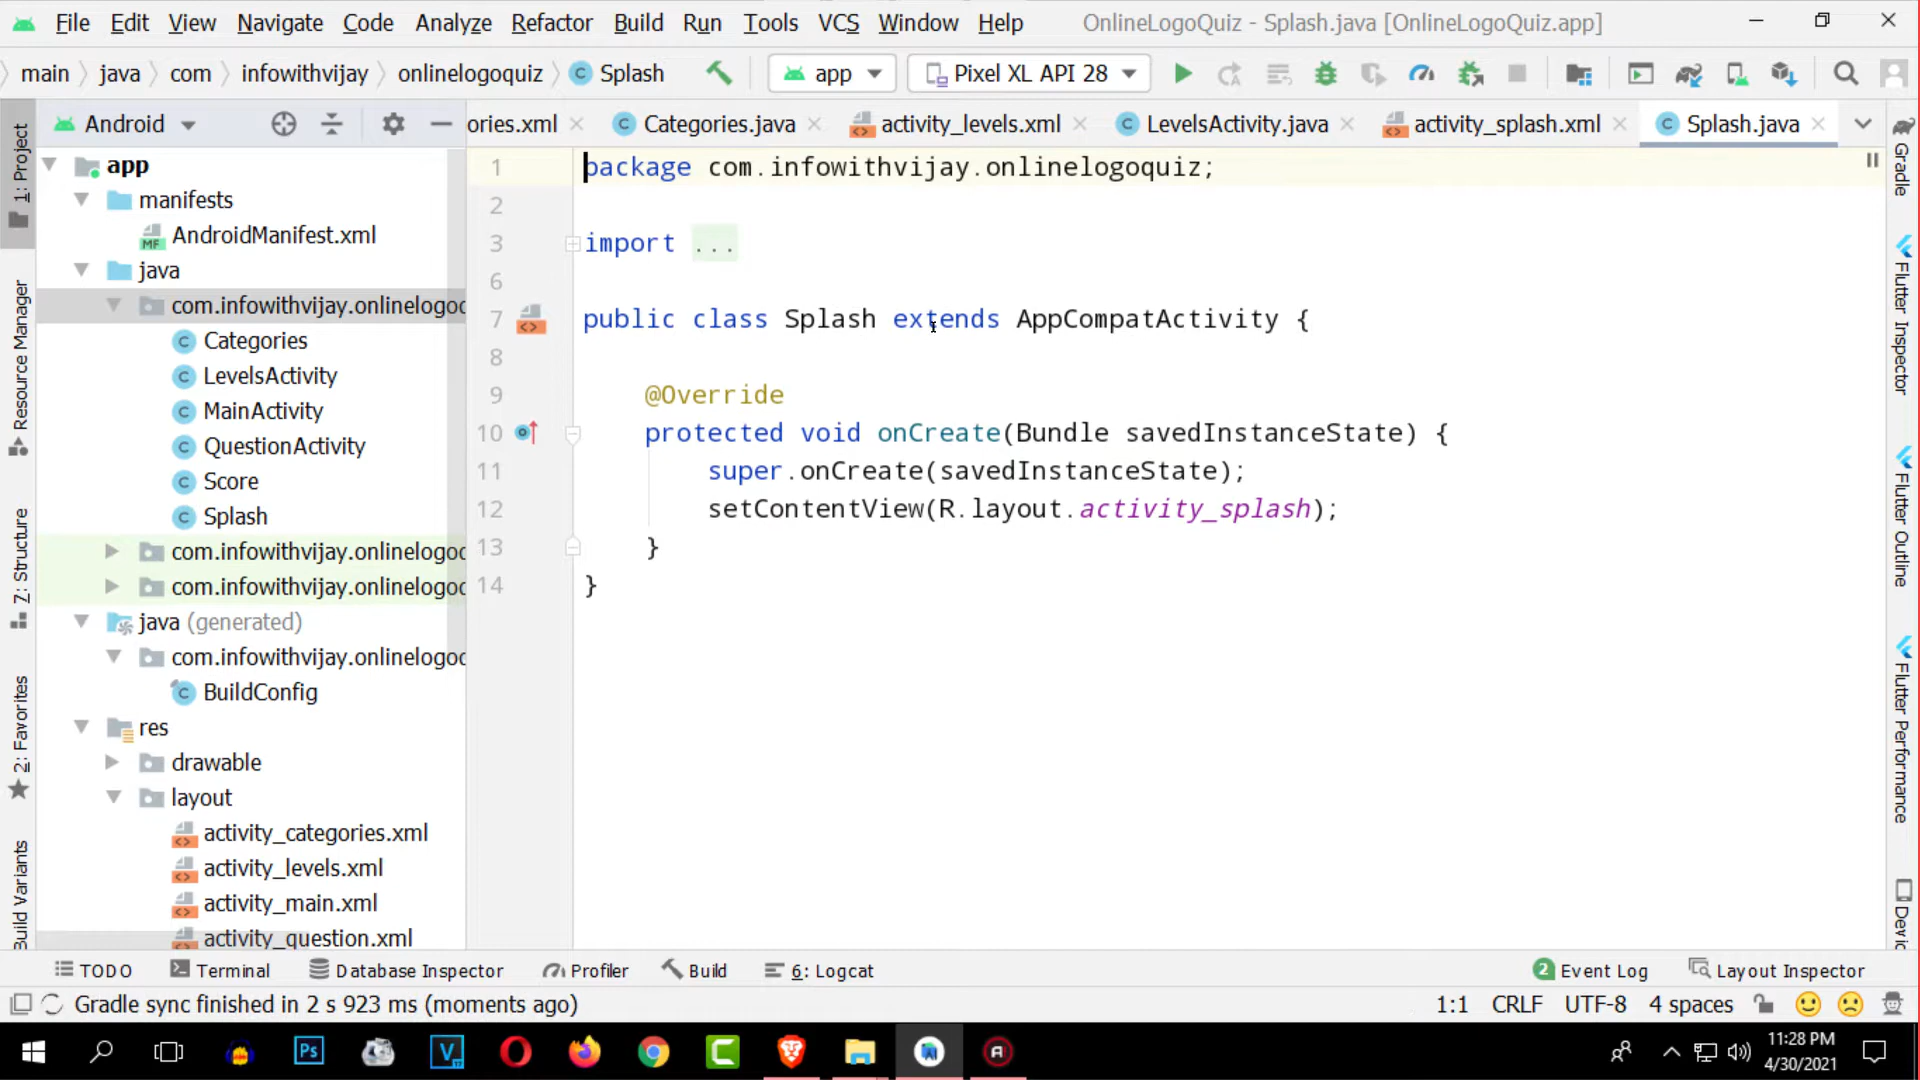 File Edit View Navigate Code Analyze Refactor Build Run Tools VCS Window Help OnlineLogoQuiz - Splash.java [OnlineLogoQuiz.app]
main java com infowithvijay onlinelogoquiz Splash app Pixel XL API 28
Android ories.xml Categories.java activity_levels.xml LevelsActivity.java activity_splash.xml Splash.java
1: Project
Resource Manager
Z: Structure
2: Favorites
Build Variants
app
manifests
AndroidManifest.xml
java
com.infowithvijay.onlinelogoq
Categories
LevelsActivity
MainActivity
QuestionActivity
Score
Splash
com.infowithvijay.onlinelogoq
com.infowithvijay.onlinelogoq
java (generated)
com.infowithvijay.onlinelogoq
BuildConfig
res
drawable
layout
activity_categories.xml
activity_levels.xml
activity_main.xml
activity_question.xml
1 package com.infowithvijay.onlinelogoquiz;
2
3 import ...
6
7 public class Splash extends AppCompatActivity {
8
9 @Override
10 protected void onCreate(Bundle savedInstanceState) {
11 super.onCreate(savedInstanceState);
12 setContentView(R.layout.activity_splash);
13 }
14 }
Gradle
Flutter Inspector
Flutter Outline
Flutter Performance
Devic
TODO Terminal Database Inspector Profiler Build 6: Logcat 2 Event Log Layout Inspector
Gradle sync finished in 2 s 923 ms (moments ago) 1:1 CRLF UTF-8 4 spaces
Ps V 11:28 PM
4/30/2021